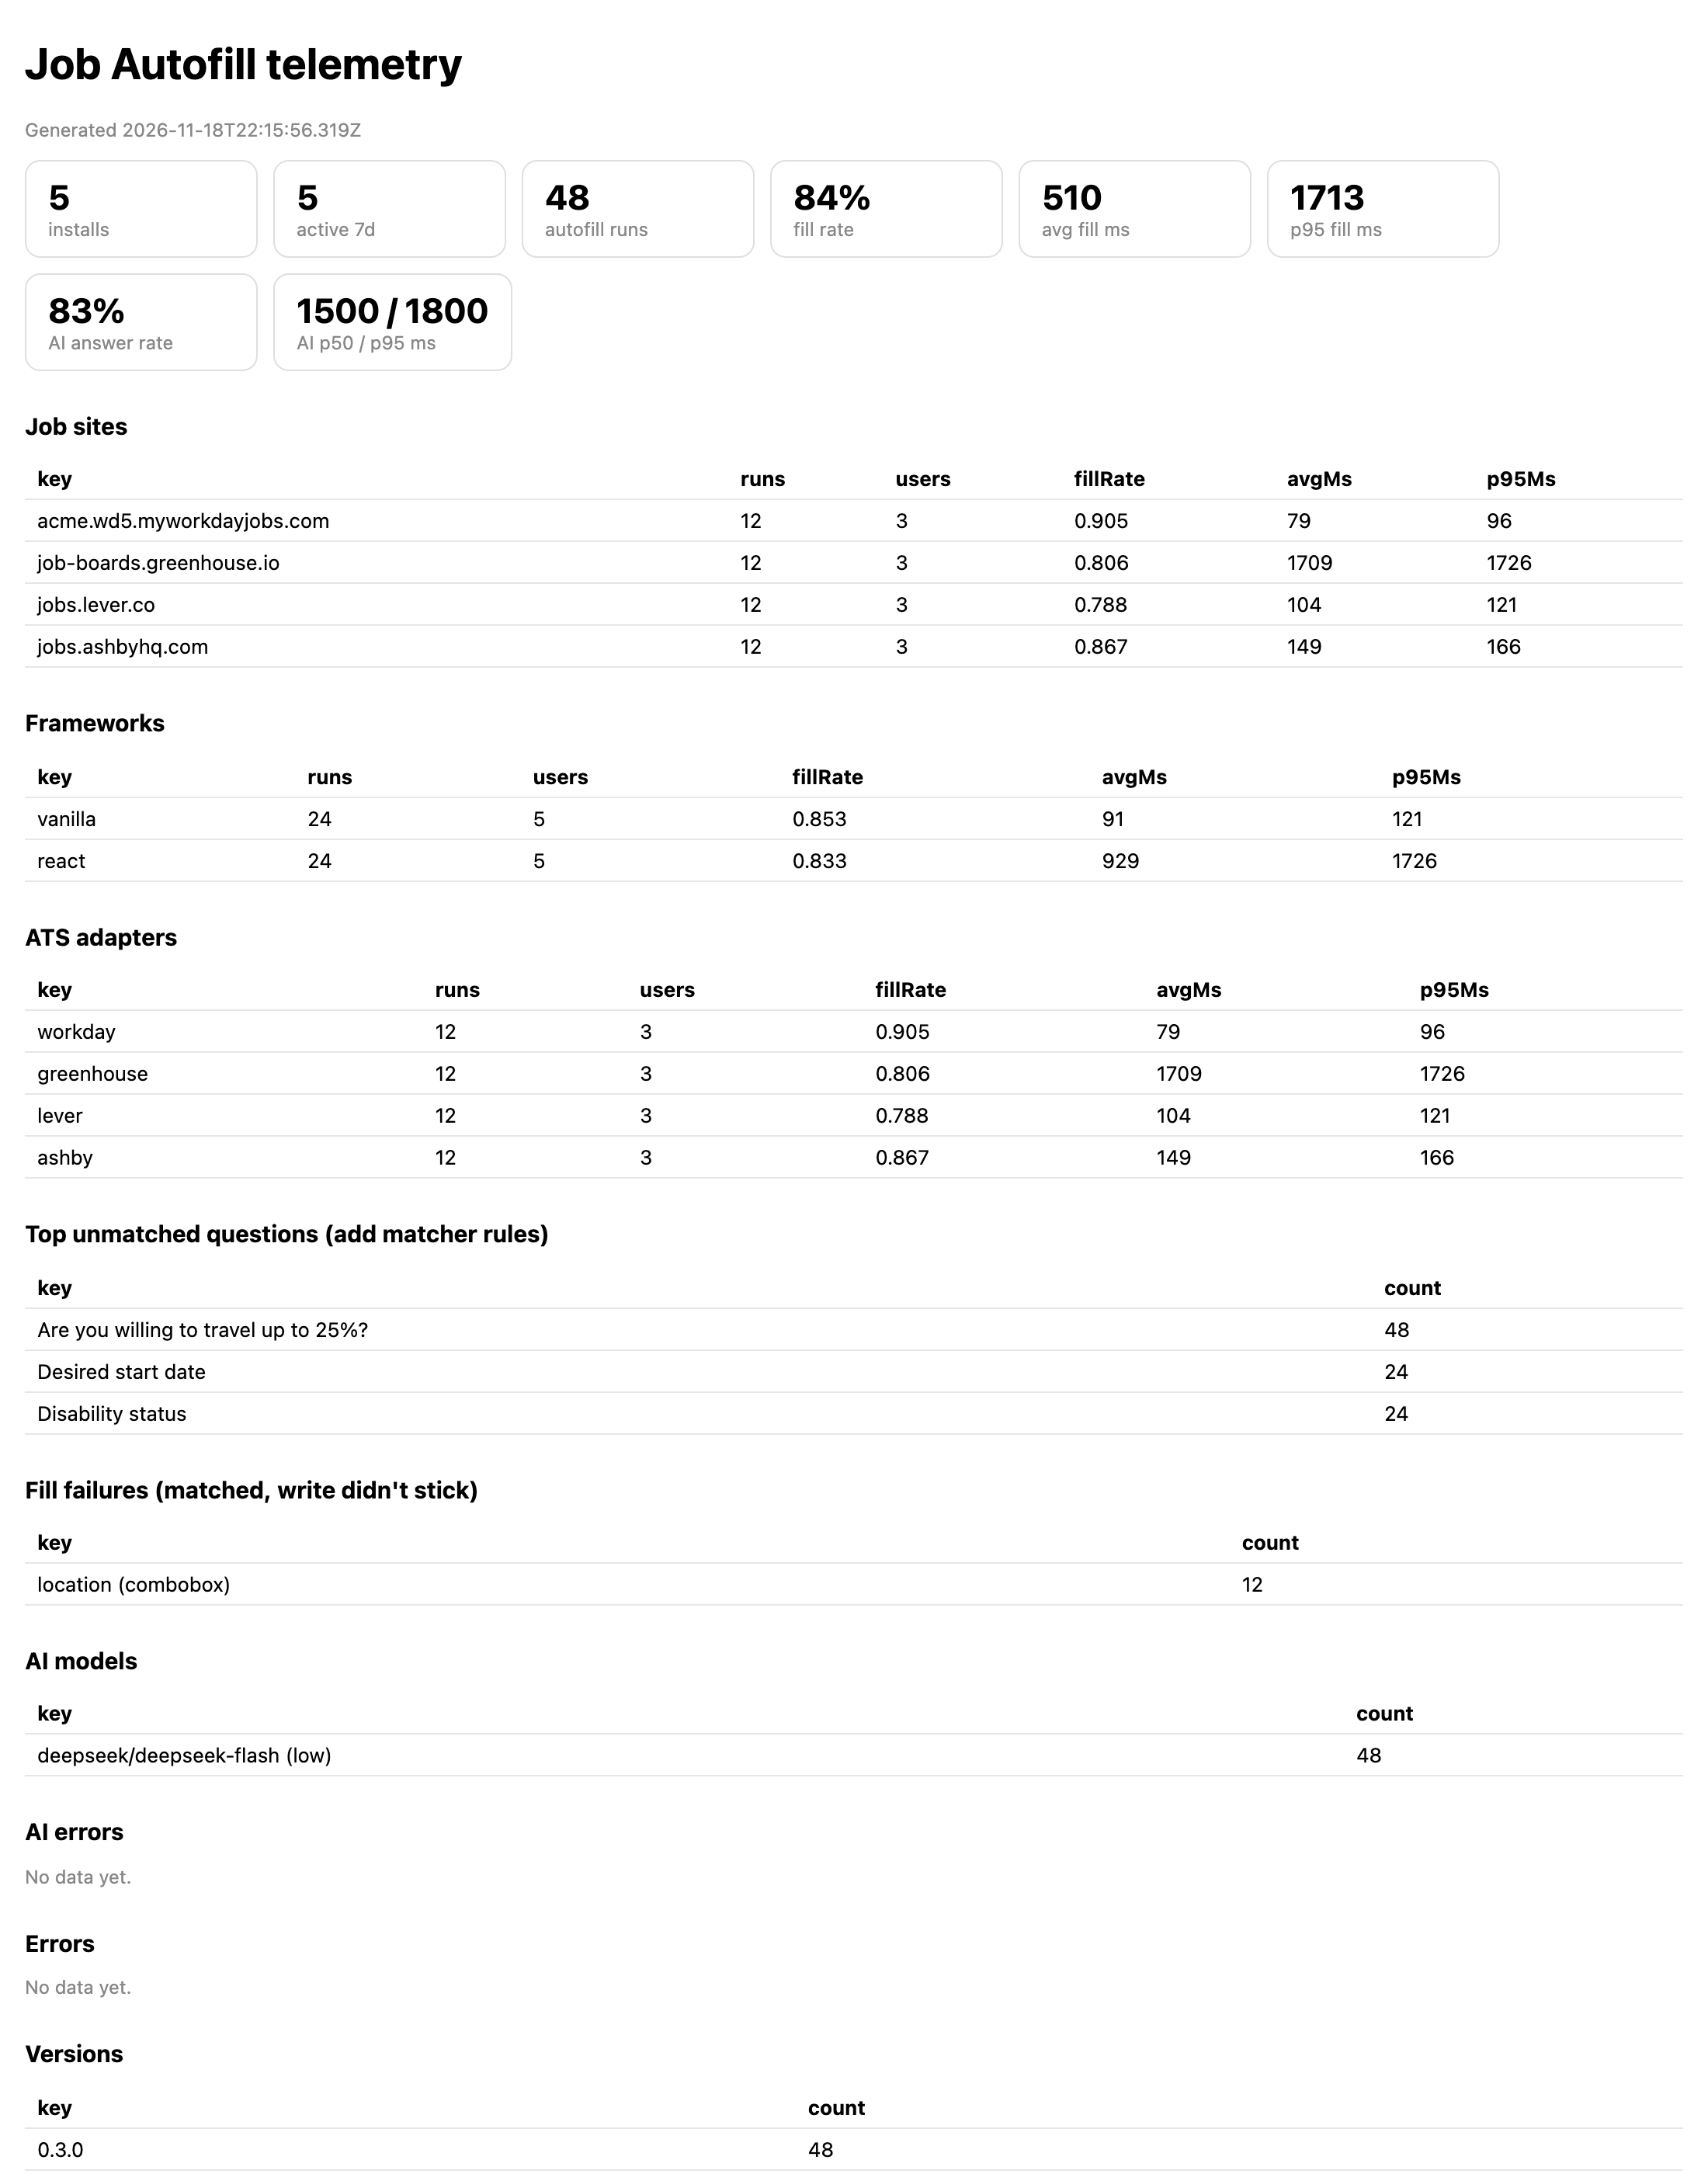 Job Autofill telemetry
Generated 2026-11-18T22:15:56.319Z
5
installs
5
active 7d
48
autofill runs
84%
fill rate
510
avg fill ms
1713
p95 fill ms
83%
AI answer rate
1500 / 1800
AI p50 / p95 ms
Job sites
key runs users fillRate avgMs p95Ms
acme.wd5.myworkdayjobs.com 12 3 0.905 79 96
job-boards.greenhouse.io 12 3 0.806 1709 1726
jobs.lever.co 12 3 0.788 104 121
jobs.ashbyhq.com 12 3 0.867 149 166
Frameworks
key runs users fillRate avgMs p95Ms
vanilla 24 5 0.853 91 121
react 24 5 0.833 929 1726
ATS adapters
key runs users fillRate avgMs p95Ms
workday 12 3 0.905 79 96
greenhouse 12 3 0.806 1709 1726
lever 12 3 0.788 104 121
ashby 12 3 0.867 149 166
Top unmatched questions (add matcher rules)
key count
Are you willing to travel up to 25%? 48
Desired start date 24
Disability status 24
Fill failures (matched, write didn't stick)
key count
location (combobox) 12
AI models
key count
deepseek/deepseek-flash (low) 48
AI errors
No data yet.
Errors
No data yet.
Versions
key count
0.3.0 48